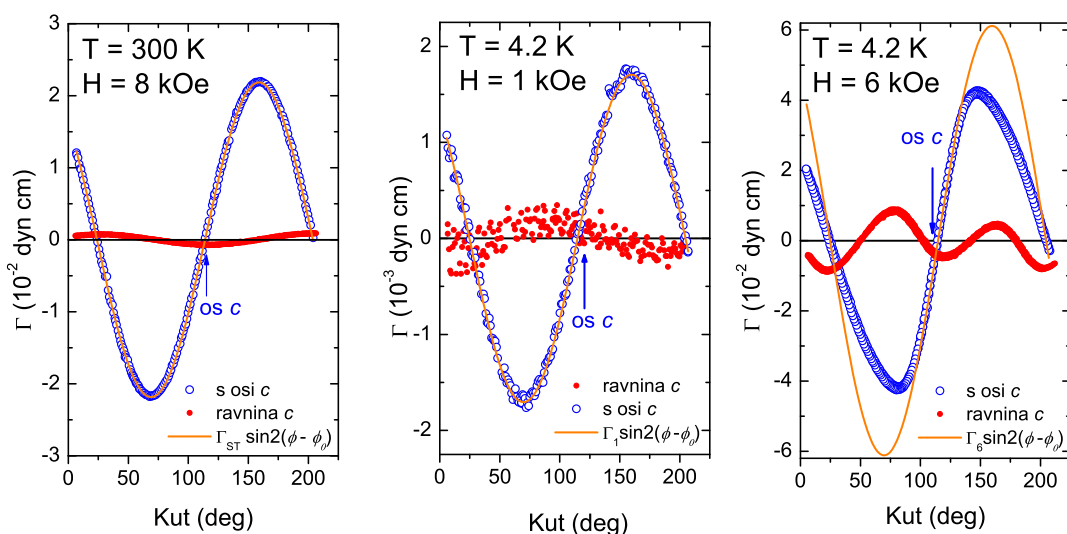 T = 300 K
H = 8 kOe
Γ (10⁻² dyn cm)
3
2
1
0
-1
-2
-3
os c
s osi c
ravnina c
Γ_ST sin2(ϕ - ϕ₀)
0 50 100 150 200
Kut (deg)
T = 4.2 K
H = 1 kOe
Γ (10⁻³ dyn cm)
2
1
0
-1
-2
os c
ravnina c
s osi c
Γ₁sin2(ϕ-ϕ₀)
0 50 100 150 200
Kut (deg)
T = 4.2 K
H = 6 kOe
Γ (10⁻² dyn cm)
6
4
2
0
-2
-4
-6
os c
s osi c
ravnina c
Γ₆sin2(ϕ-ϕ₀)
0 50 100 150 200
Kut (deg)